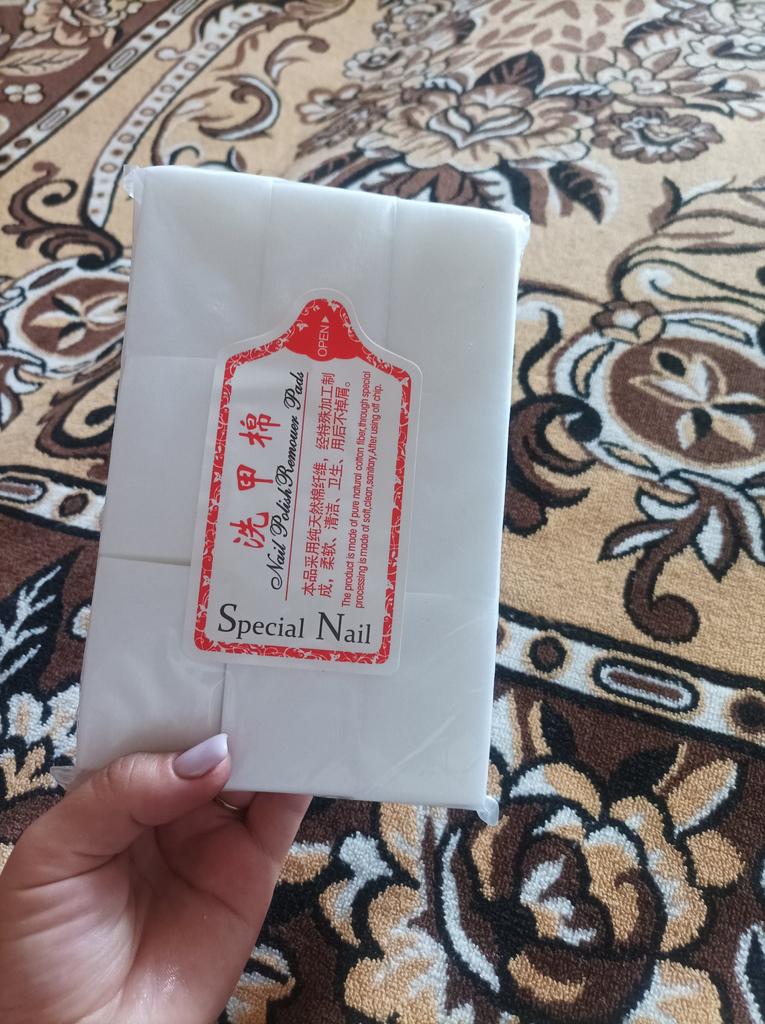 OPEN
洗甲棉
Nail Polish Remouer Pads
本品采用纯天然棉纤维，经特殊加工制
成，柔软、清洁、卫生、用后不掉屑。
The product is made of pure natural cotton fiber,through special
processing is made of soft,clean,sanitary,After using off chip.
Special Nail